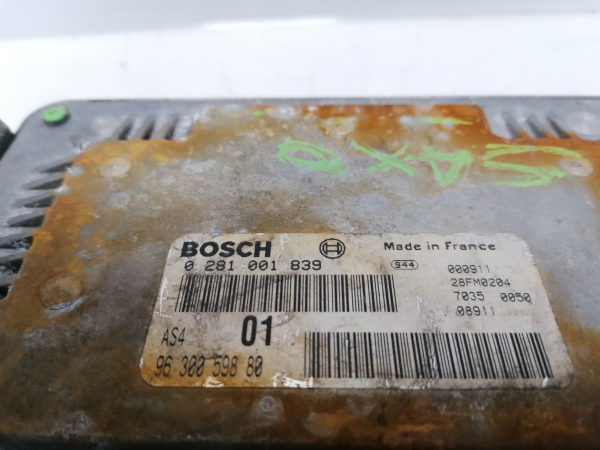 SAXO
BOSCH Made in France
0 281 001 839 944 000911
28FM0204
7035 0050
08911
AS4 01
96 300 598 80